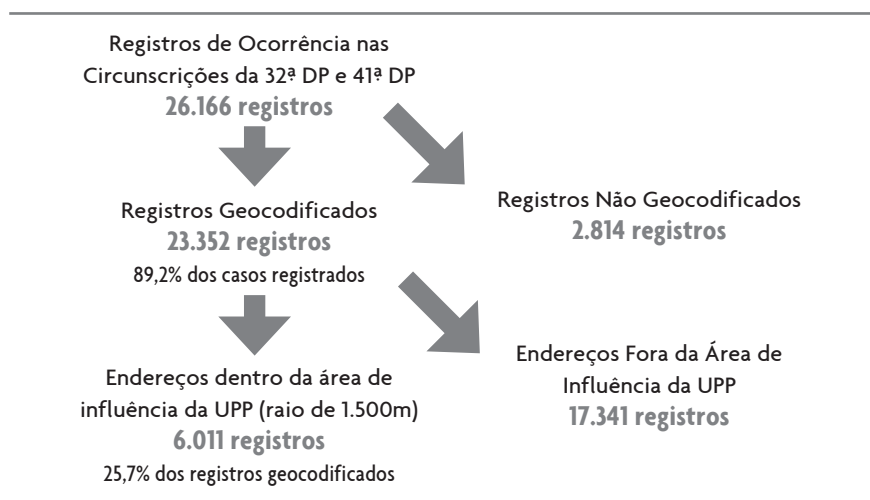 Registros de Ocorrência nas
Circunscrições da 32ª DP e 41ª DP
26.166 registros
Registros Geocodificados
23.352 registros
89,2% dos casos registrados
Registros Não Geocodificados
2.814 registros
Endereços dentro da área de
influência da UPP (raio de 1.500m)
6.011 registros
25,7% dos registros geocodificados
Endereços Fora da Área de
Influência da UPP
17.341 registros